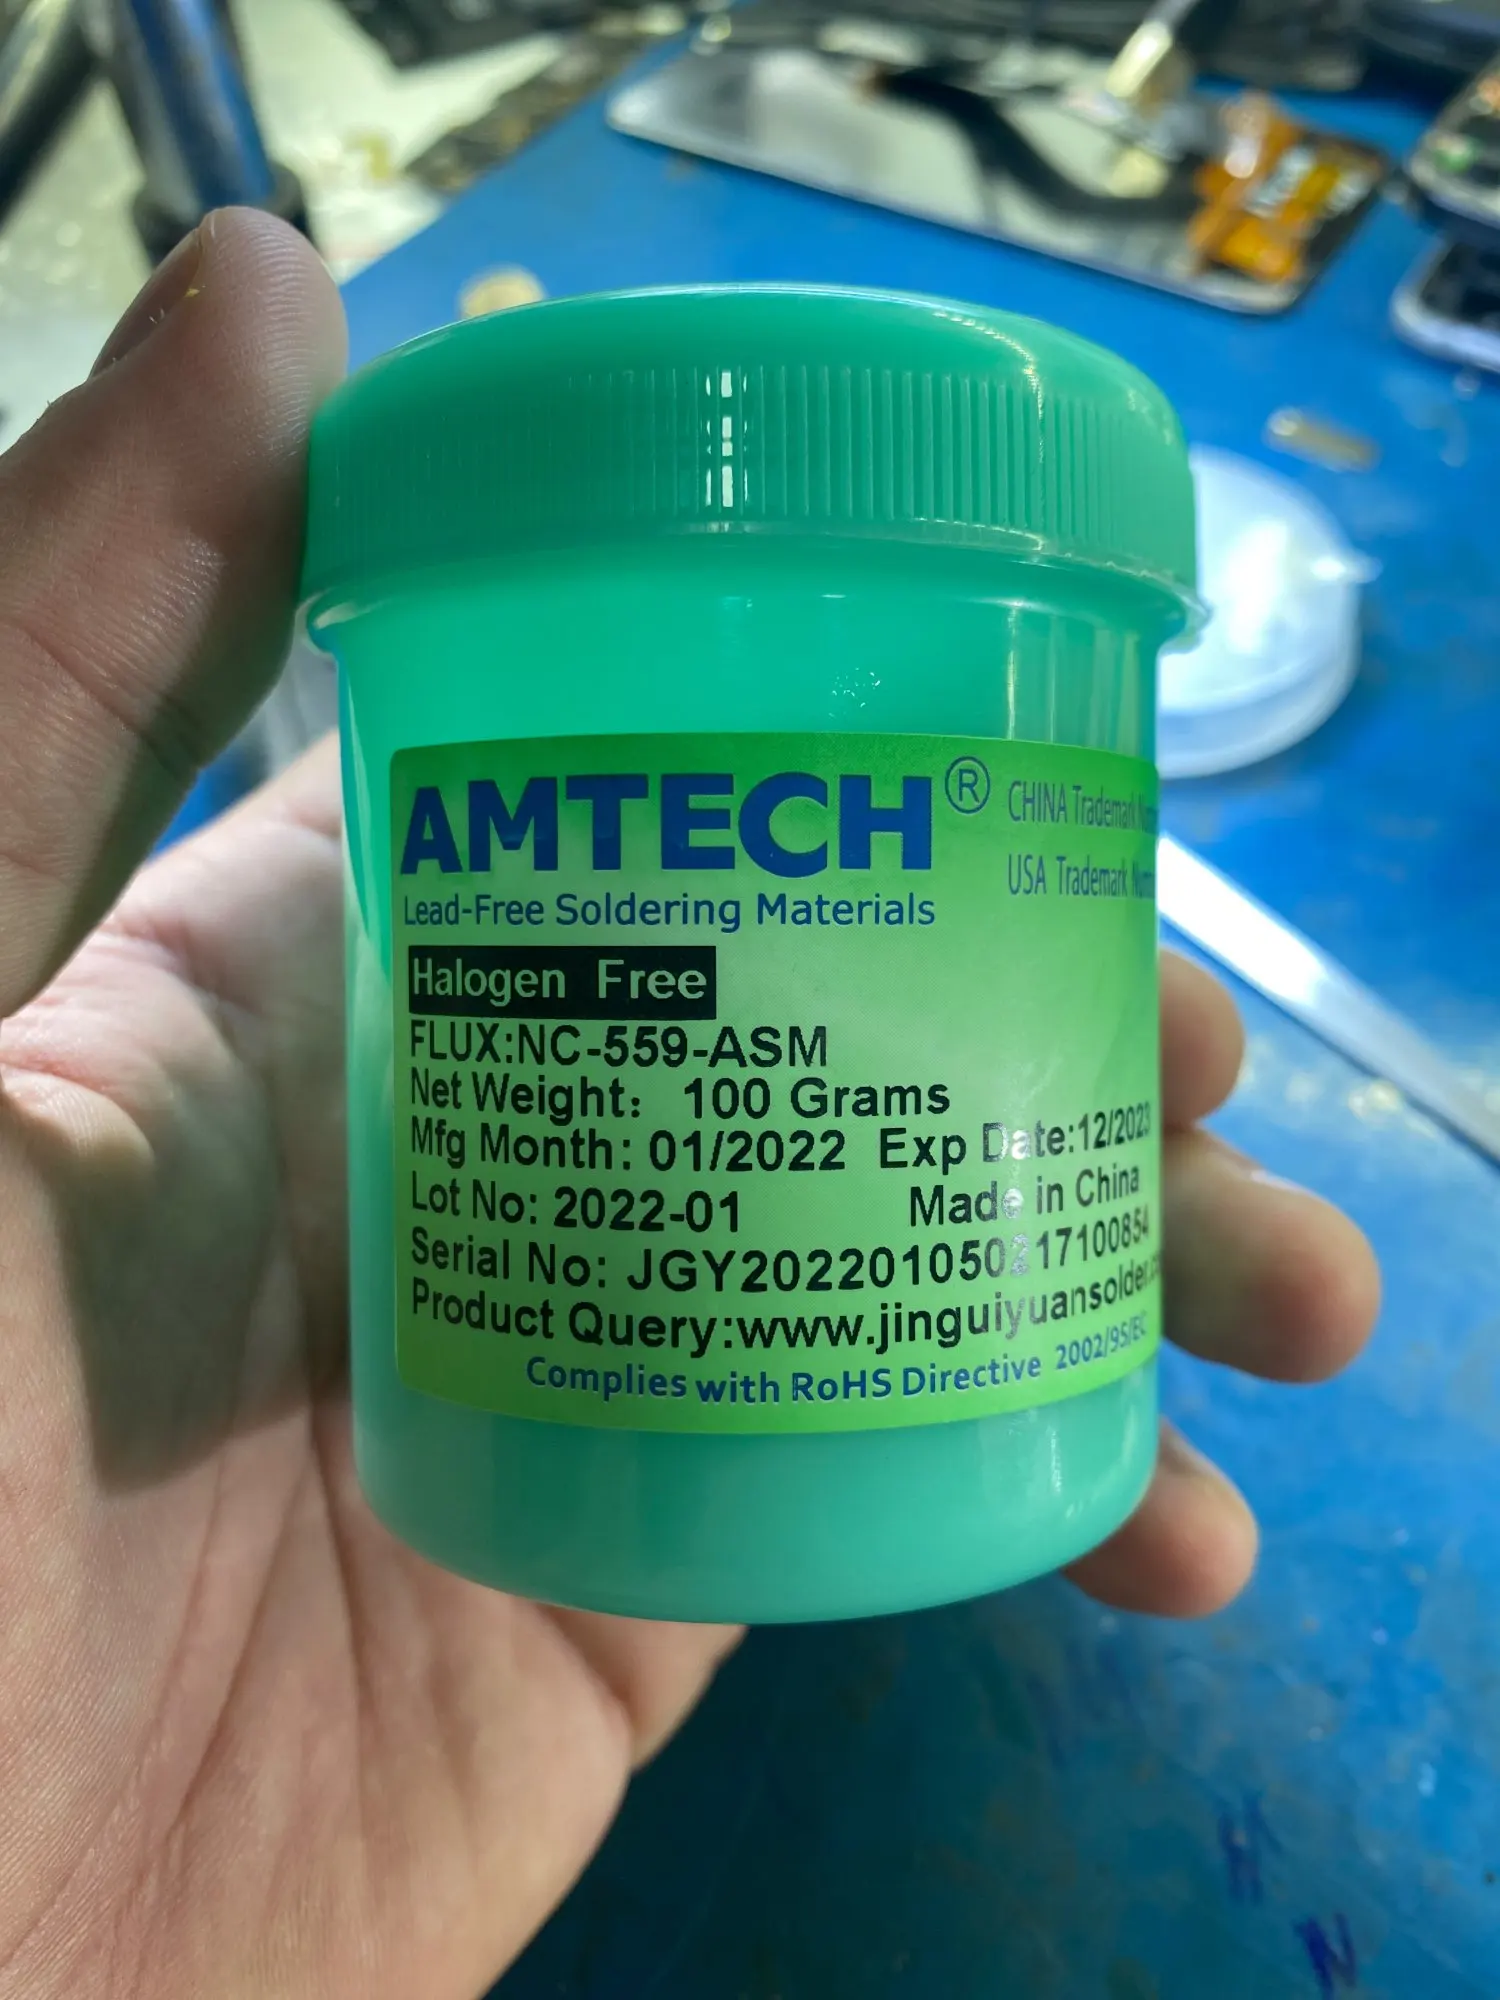 AMTECH®
CHINA Trademark
USA Trademark
Lead-Free Soldering Materials
Halogen Free
FLUX:NC-559-ASM
Net Weight: 100 Grams
Mfg Month: 01/2022 Exp Date:12/2023
Lot No: 2022-01 Made in China
Serial No: JGY202201050217100854
Product Query:www.jinguiyuansolder.
Complies with RoHS Directive 2002/95/EC
H
N